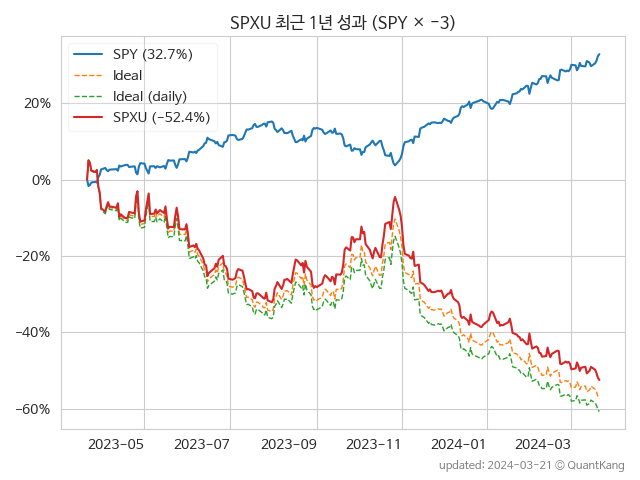 SPXU 최근 1년 성과 (SPY × −3)
SPY (32.7%)
Ideal
Ideal (daily)
SPXU (−52.4%)
20%
0%
−20%
−40%
−60%
2023−05
2023−07
2023−09
2023−11
2024−01
2024−03
updated: 2024−03−21 © QuantKang